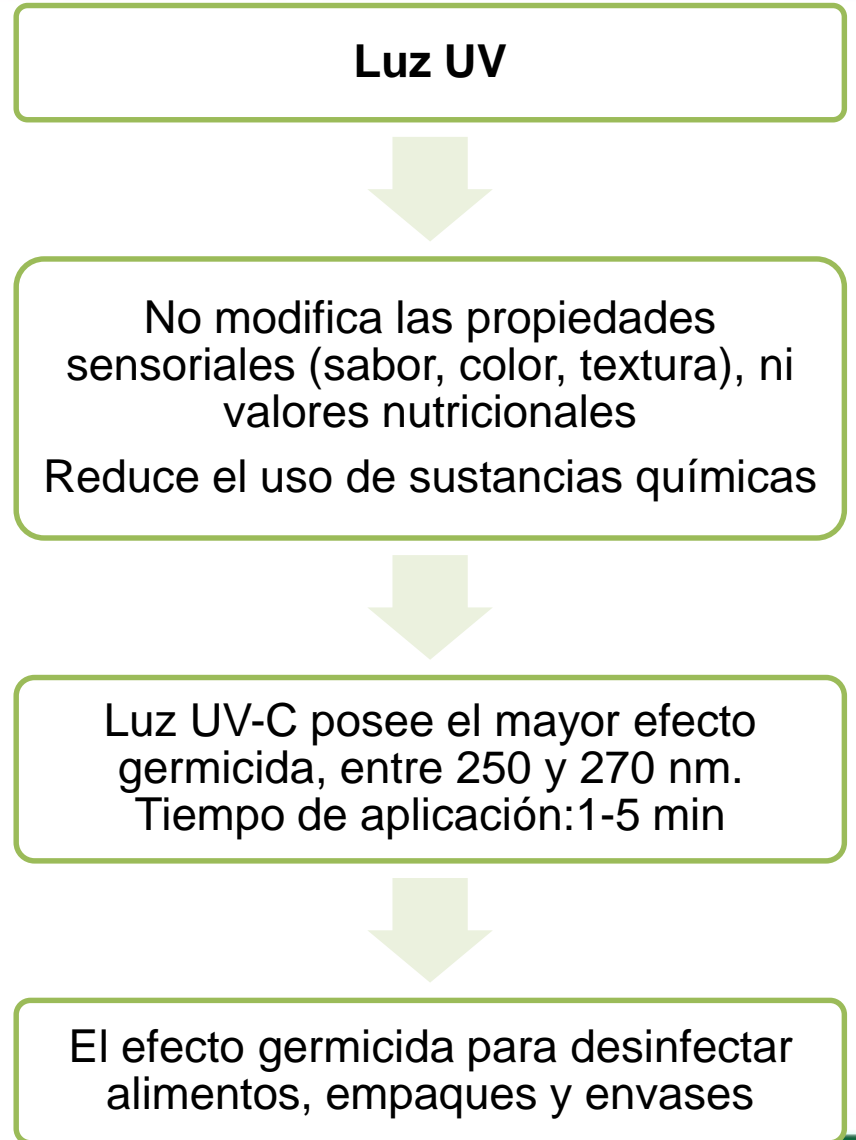 Luz UV
No modifica las propiedades
sensoriales (sabor, color, textura), ni
valores nutricionales
Reduce el uso de sustancias químicas
Luz UV-C posee el mayor efecto
germicida, entre 250 y 270 nm.
Tiempo de aplicación:1-5 min
El efecto germicida para desinfectar
alimentos, empaques y envases